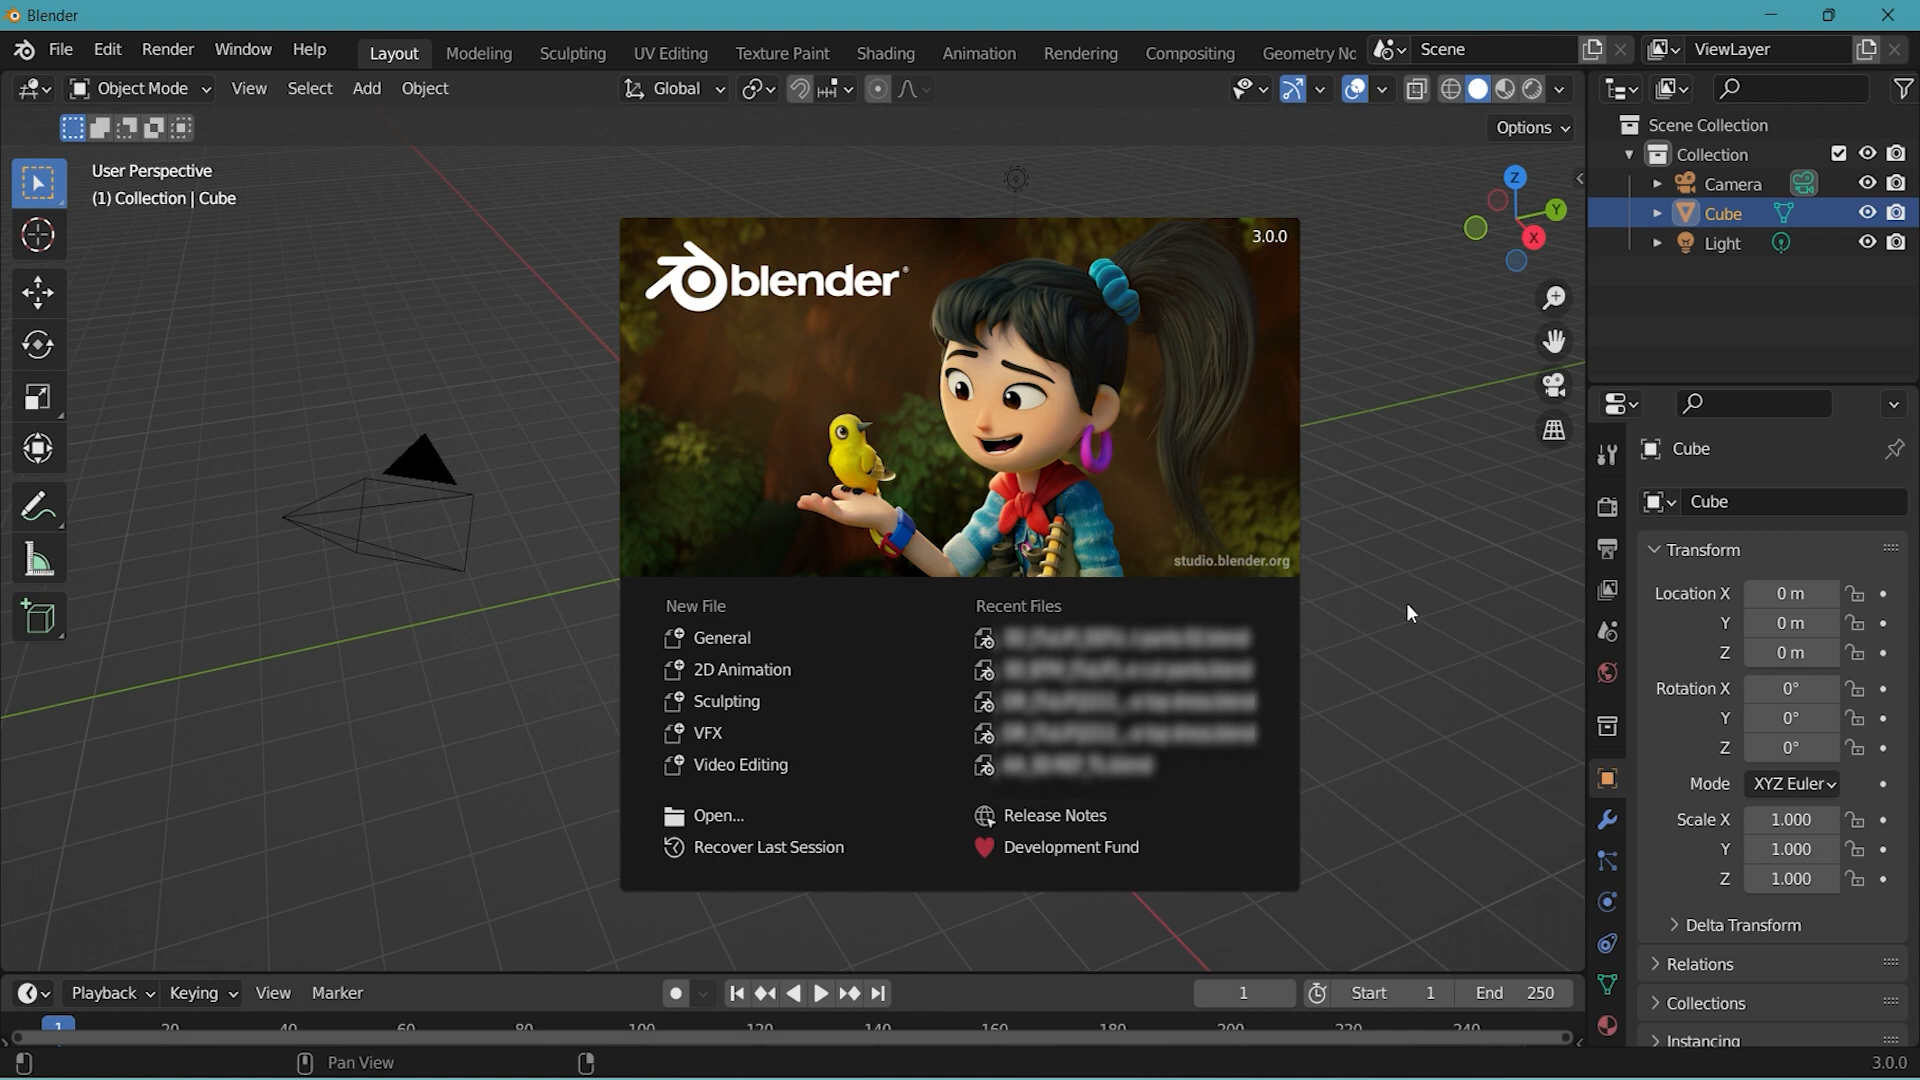 Blender
File Edit Render Window Help Layout Modeling Sculpting UV Editing Texture Paint Shading Animation Rendering Compositing Geometry Nc Scene ViewLayer
Object Mode View Select Add Object Global
Options
User Perspective
(1) Collection | Cube
Z
Y
X
Scene Collection
Collection
Camera
Cube
Light
3.0.0
blender
studio.blender.org
New File
General
2D Animation
Sculpting
VFX
Video Editing
Open...
Recover Last Session
Recent Files
Release Notes
Development Fund
Cube
Cube
Transform
Location X 0 m
Y 0 m
Z 0 m
Rotation X 0°
Y 0°
Z 0°
Mode XYZ Euler
Scale X 1.000
Y 1.000
Z 1.000
Delta Transform
Relations
Collections
Instancing
Playback Keying View Marker 1 Start 1 End 250
1 20 40 60 80 100 120 140 160 180 200 220 240
Pan View
3.0.0